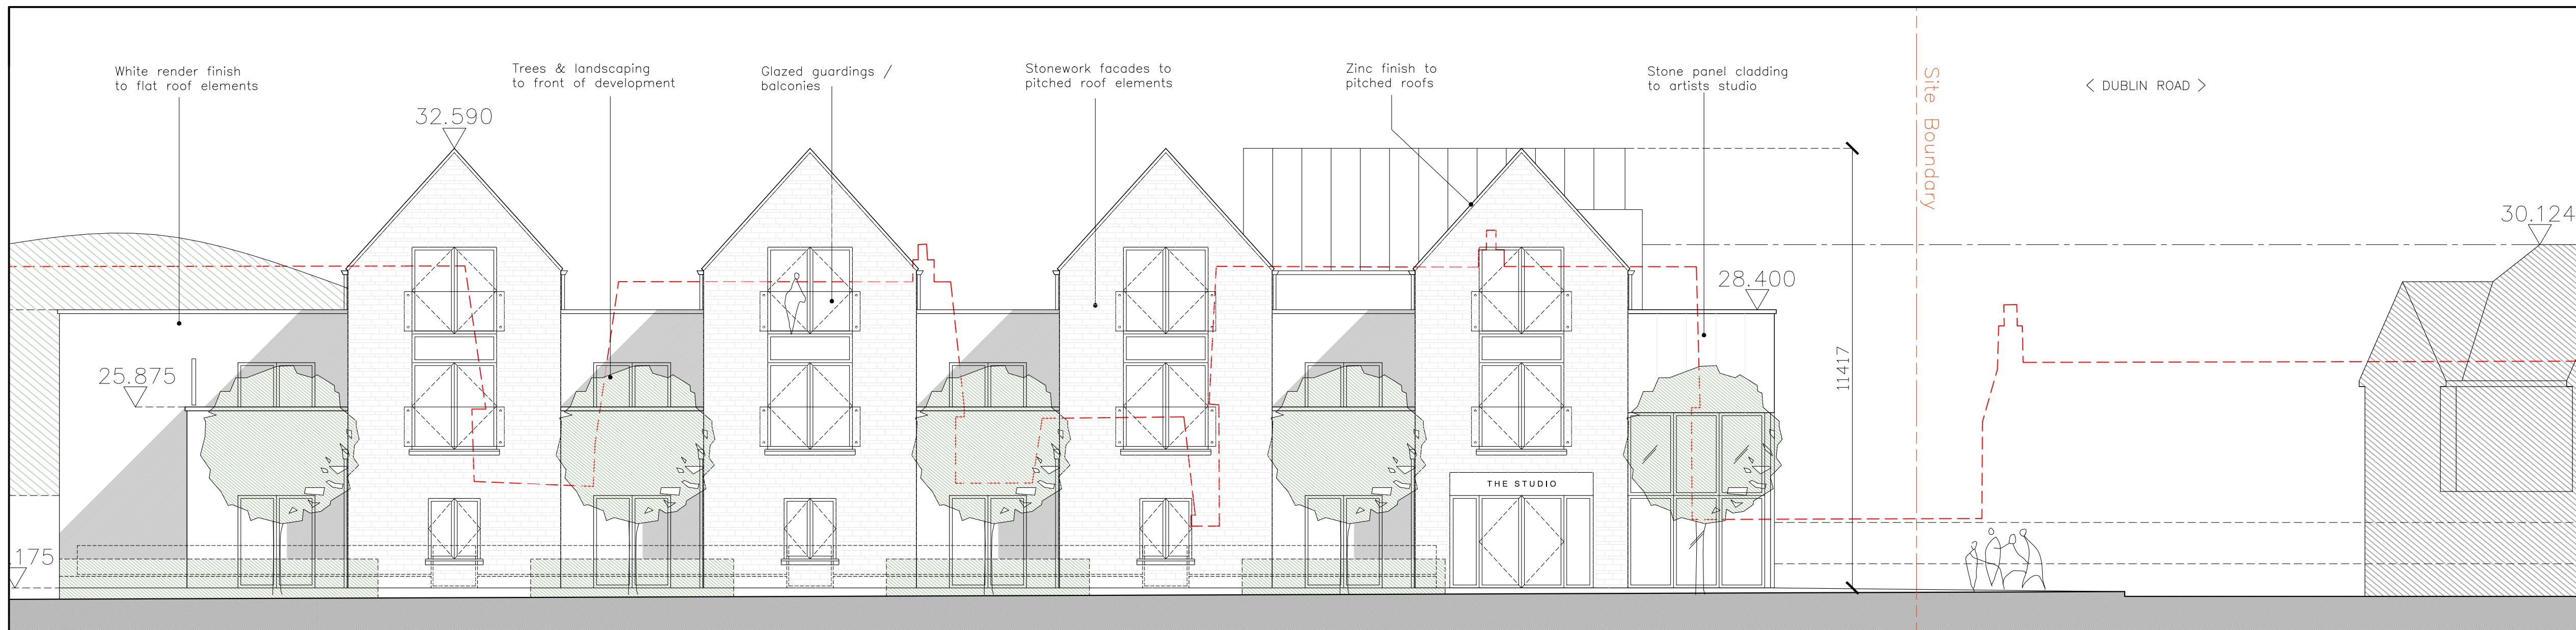 White render finish
to flat roof elements
Trees & landscaping
to front of development
Glazed guardings /
balconies
Stonework facades to
pitched roof elements
Zinc finish to
pitched roofs
Stone panel cladding
to artists studio
Site Boundary
< DUBLIN ROAD >
32.590
30.124
28.400
25.875
11417
THE STUDIO
.175